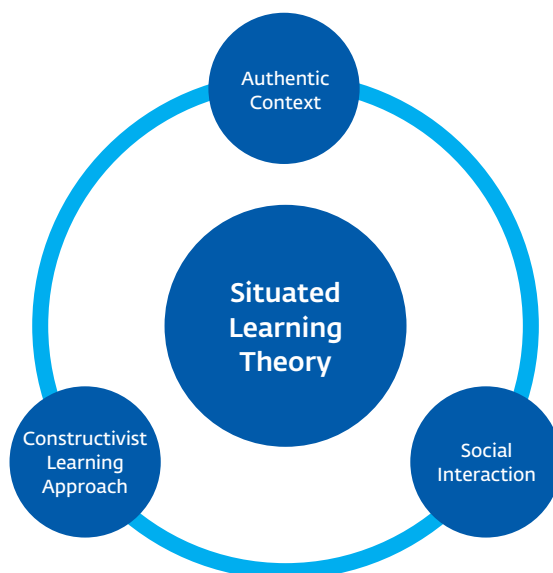 Authentic
Context
Situated
Learning
Theory
Constructivist
Learning
Approach
Social
Interaction